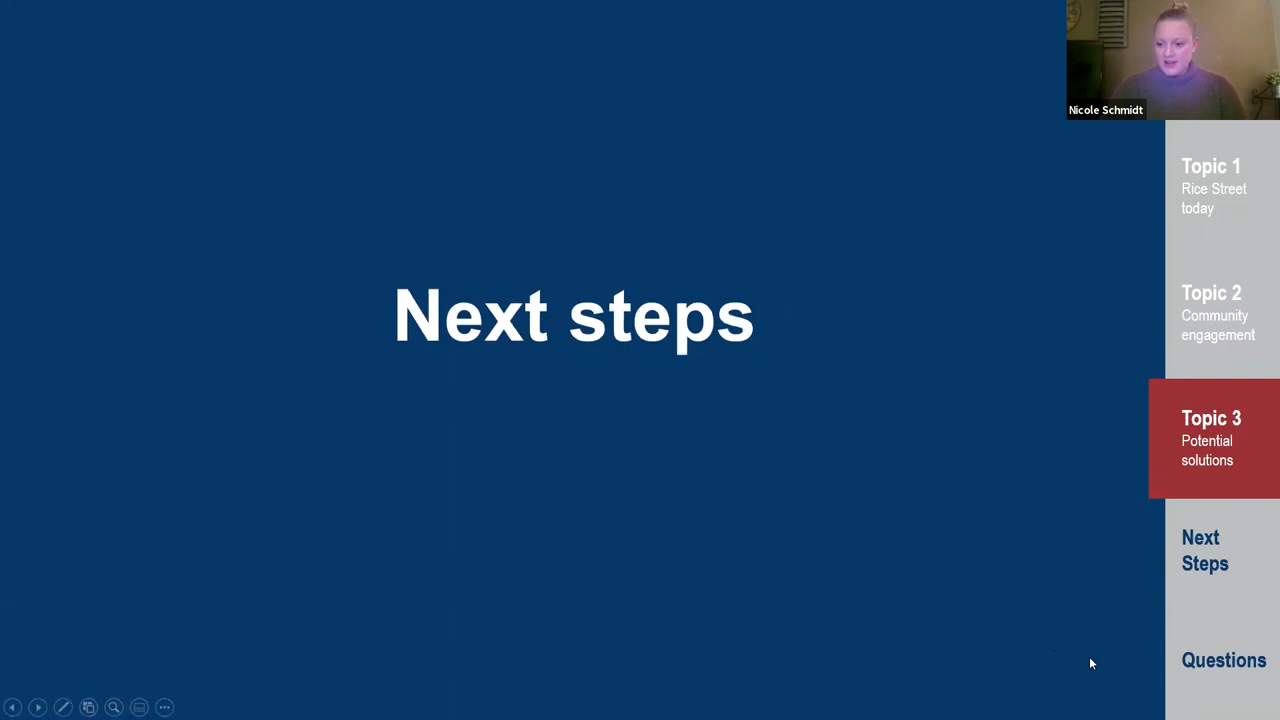 Nicole Schmidt
Next steps
Topic 1
Rice Street
today
Topic 2
Community
engagement
Topic 3
Potential
solutions
Next
Steps
Questions